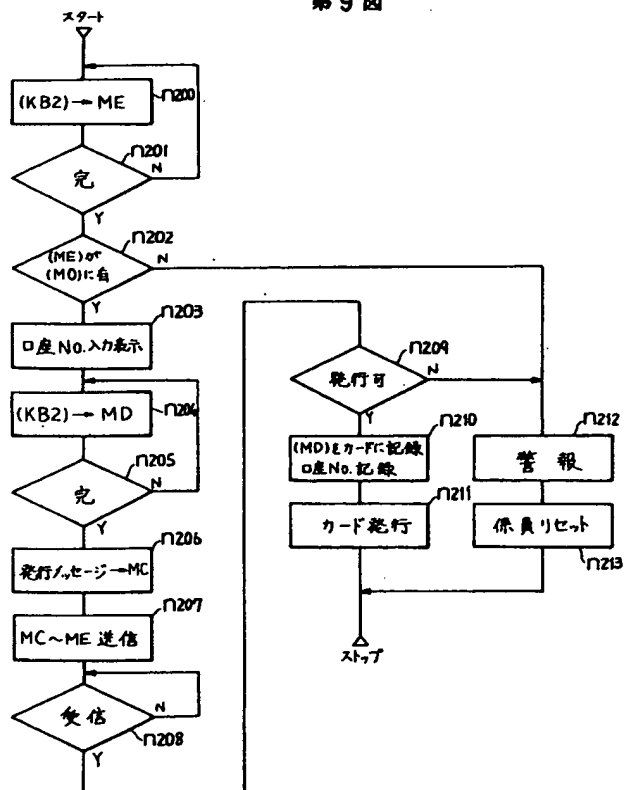 第9図
スタート
(KB2)→ME
n200
完
n201
N
Y
(ME)が
(MO)に有
n202
N
Y
口座No.入力表示
n203
(KB2)→MD
n204
完
n205
N
Y
発行メッセージ→MC
n206
MC~ME送信
n207
受信
n208
N
Y
発行可
n209
N
Y
(MD)をカードに記録
口座No.記録
n210
カード発行
n211
警報
n212
係員リセット
n213
ストップ